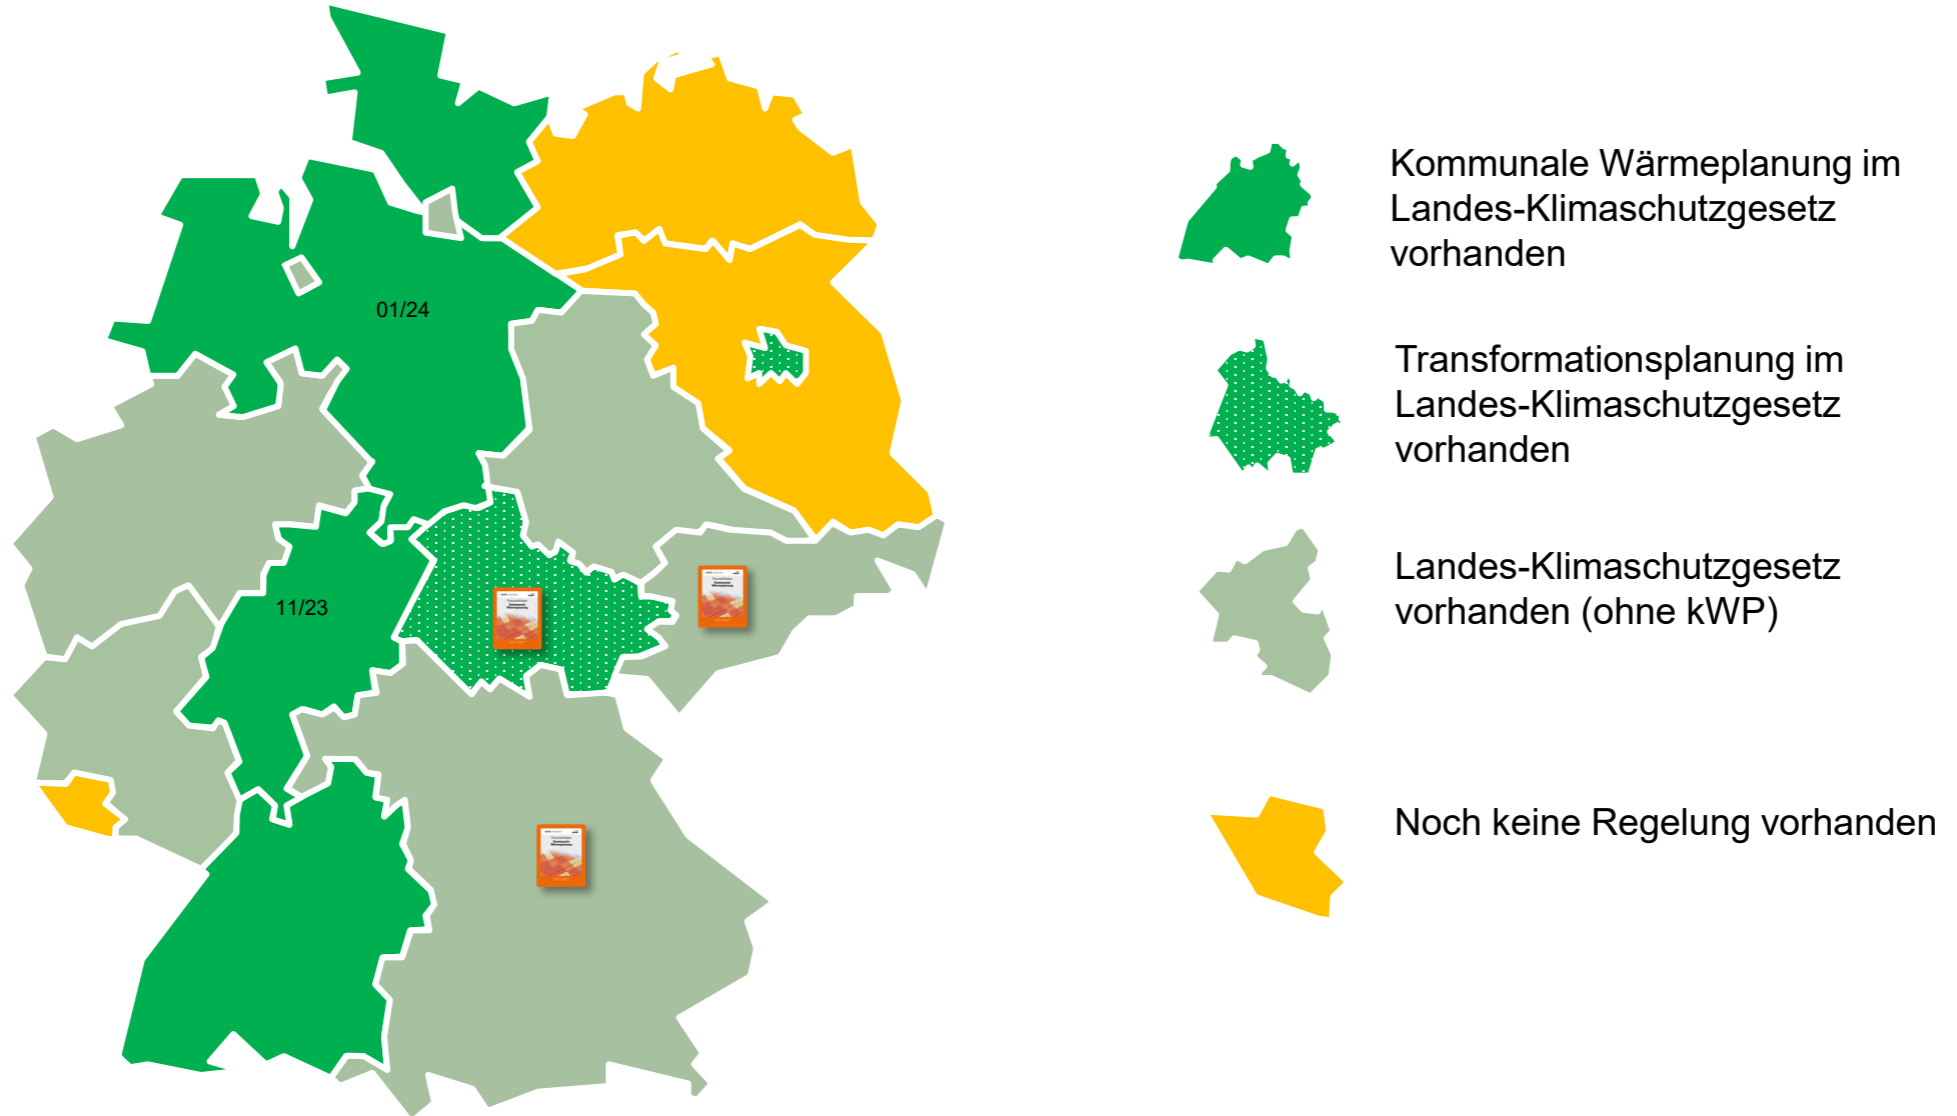 Kommunale Wärmeplanung im
Landes-Klimaschutzgesetz
vorhanden
Transformationsplanung im
Landes-Klimaschutzgesetz
vorhanden
Landes-Klimaschutzgesetz
vorhanden (ohne kWP)
Noch keine Regelung vorhanden
01/24
11/23